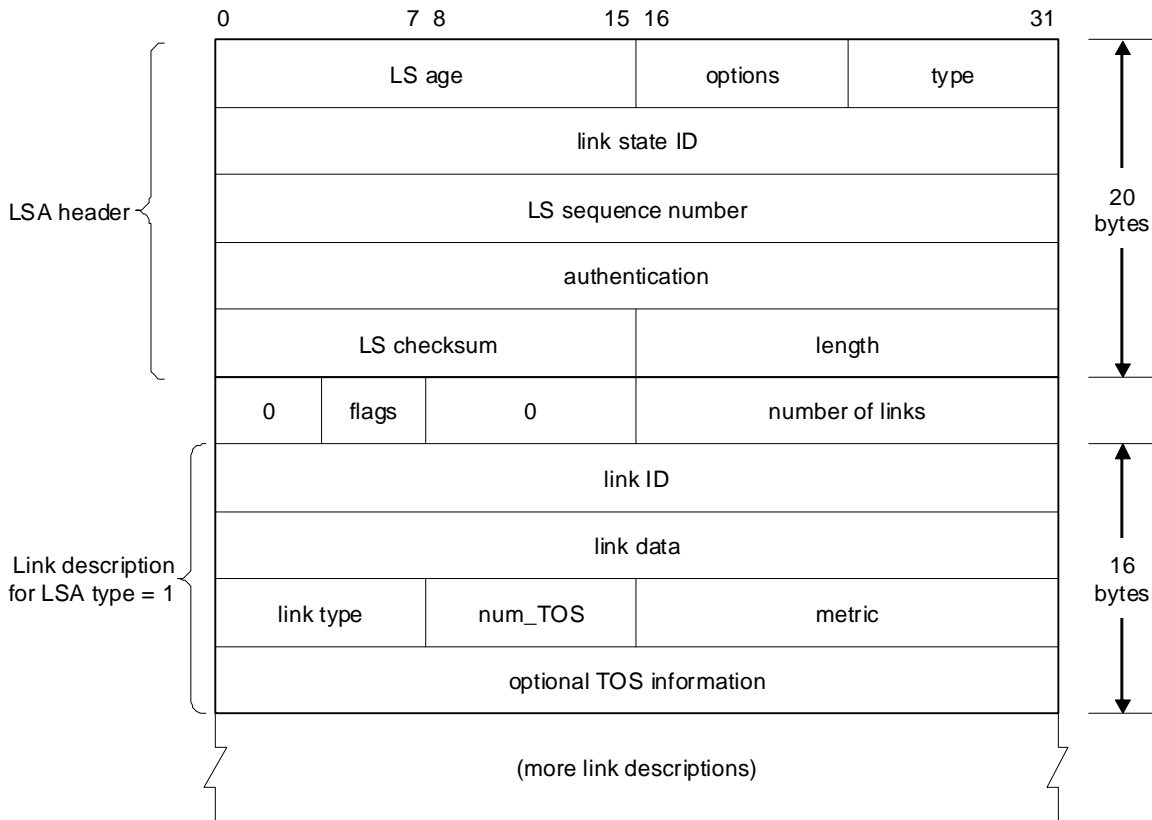 0 7 8 15 16 31
LS age options type
link state ID
LSA header
LS sequence number
20
bytes
authentication
LS checksum length
0 flags 0 number of links
link ID
link data
Link description
for LSA type = 1
16
bytes
link type num_TOS metric
optional TOS information
(more link descriptions)